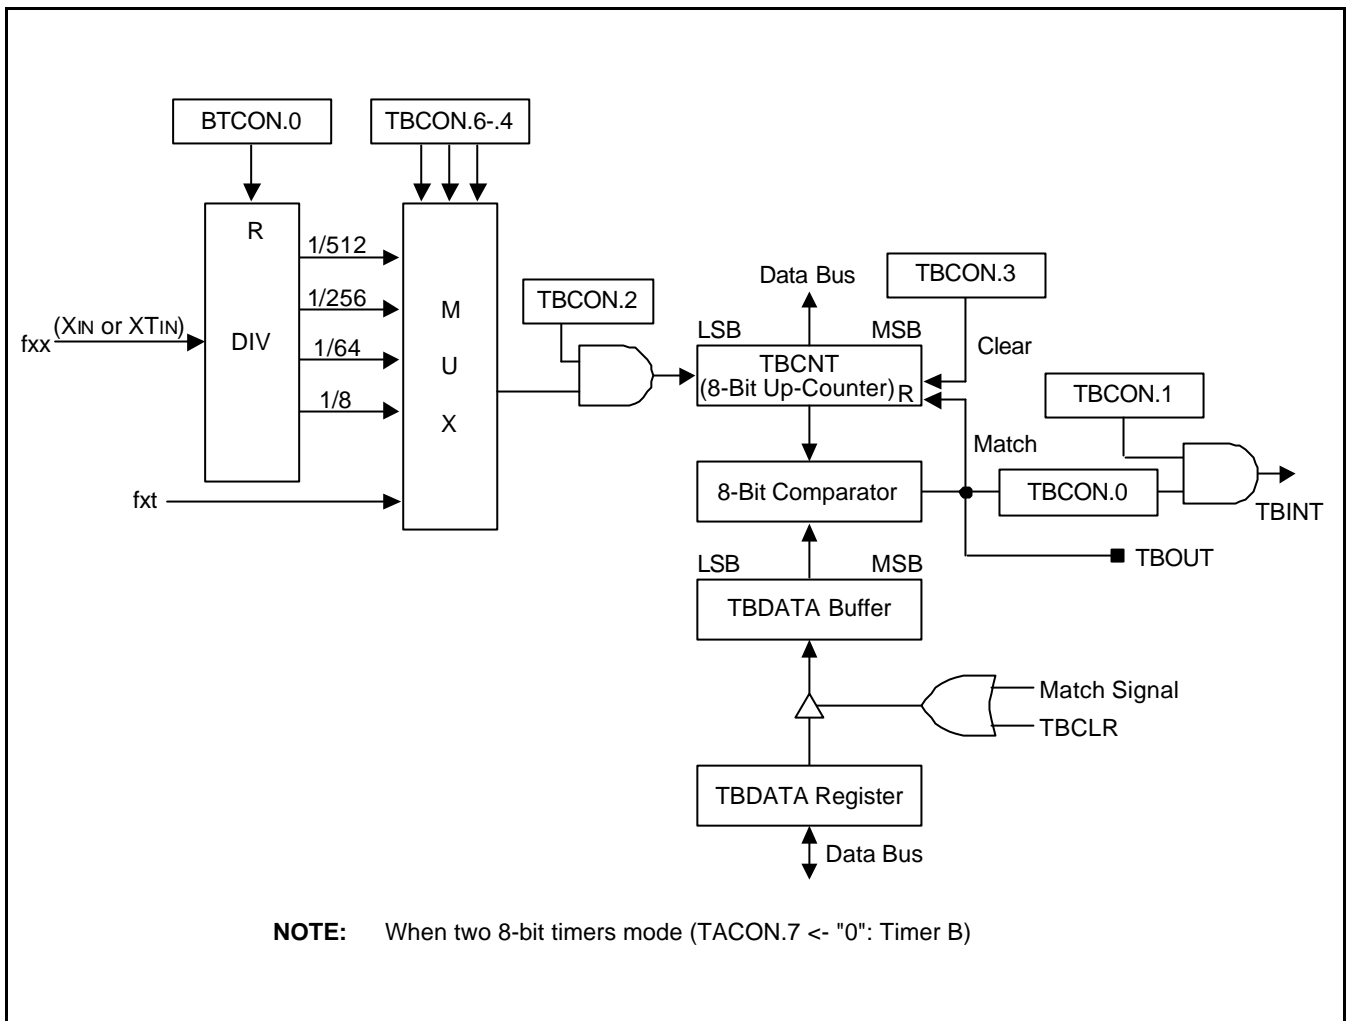 BTCON.0
TBCON.6-.4
R
1/512
1/256
1/64
1/8
DIV
fxx
(XIN or XTIN)
fxt
M
U
X
TBCON.2
Data Bus
TBCON.3
LSB
MSB
TBCNT
(8-Bit Up-Counter)
R
Clear
Match
TBCON.1
8-Bit Comparator
TBCON.0
TBINT
TBOUT
LSB
MSB
TBDATA Buffer
Match Signal
TBCLR
TBDATA Register
Data Bus
NOTE: When two 8-bit timers mode (TACON.7 <- "0": Timer B)